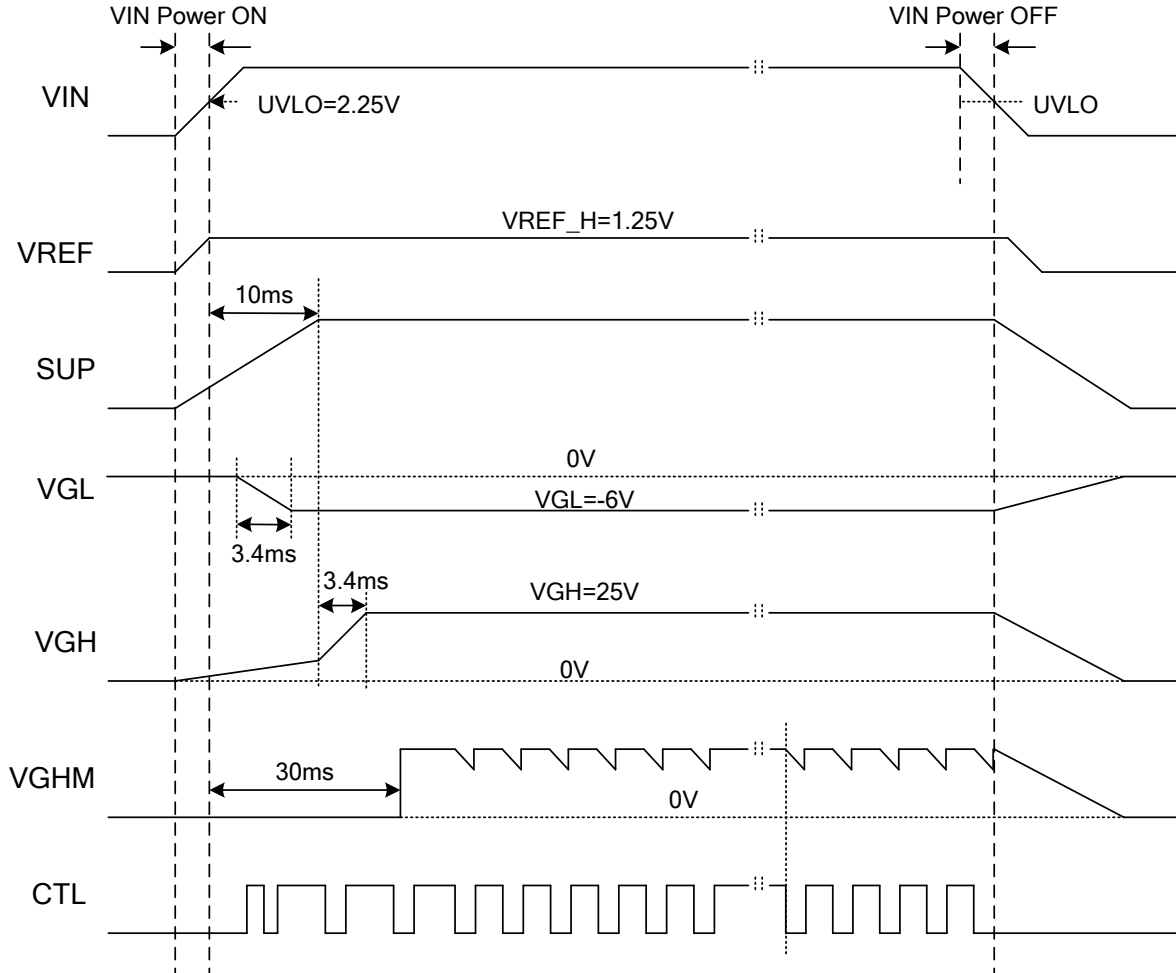 VIN Power ON
VIN Power OFF
VIN
UVLO=2.25V
UVLO
VREF_H=1.25V
VREF
10ms
SUP
0V
VGL
VGL=-6V
3.4ms
3.4ms
VGH=25V
VGH
0V
VGHM
30ms
0V
CTL